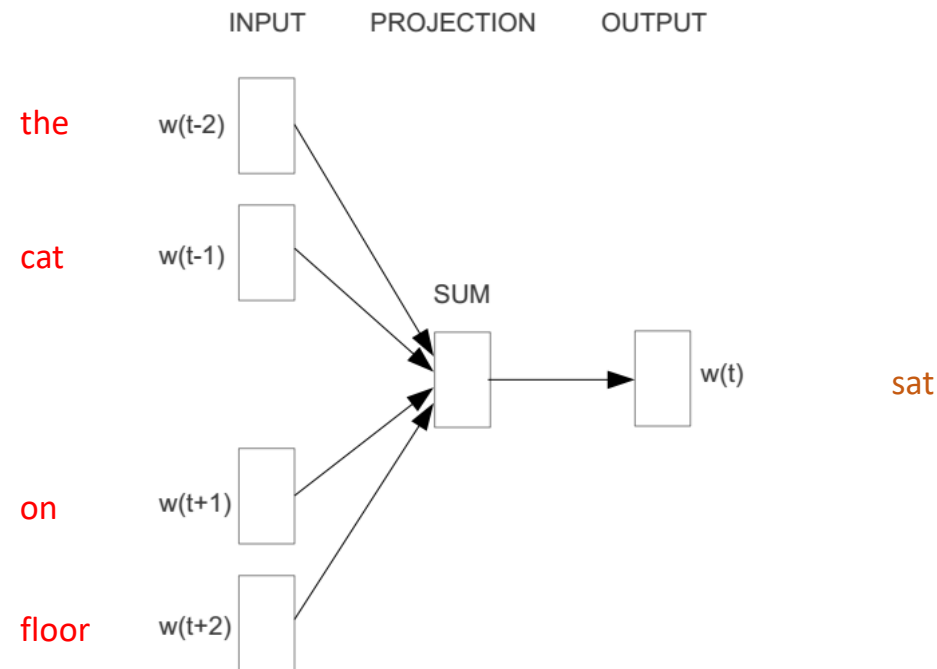 INPUT PROJECTION OUTPUT
the w(t-2)
cat w(t-1)
SUM
w(t) sat
on w(t+1)
floor w(t+2)